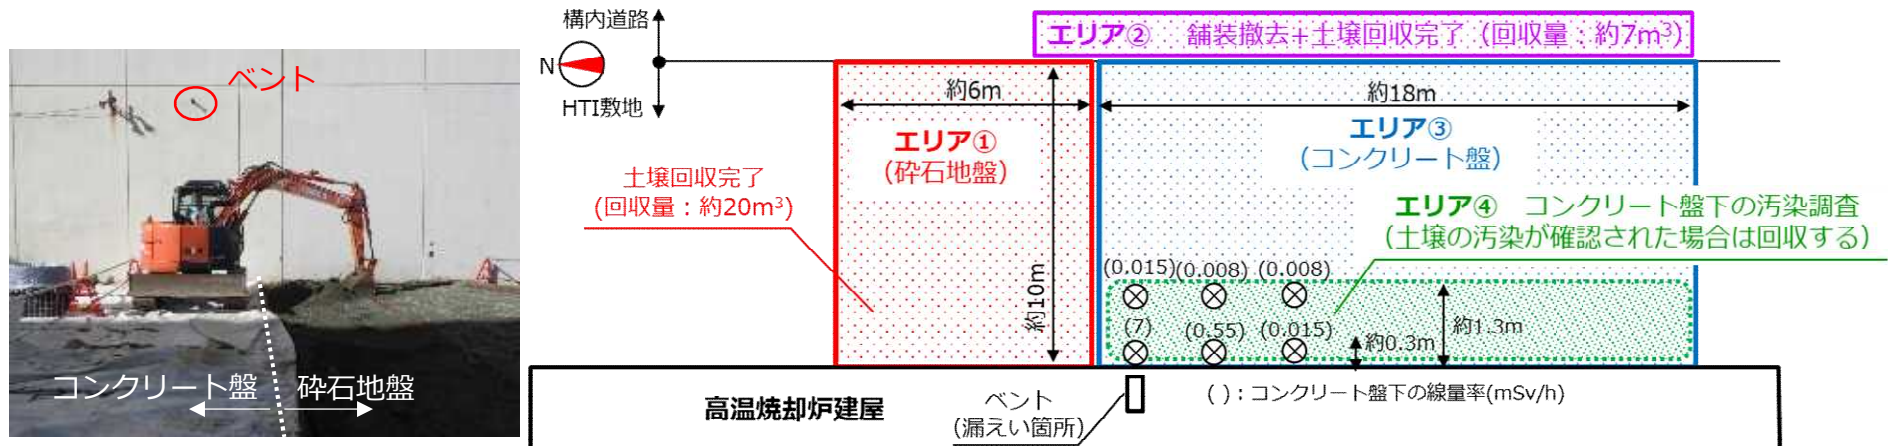 ベント
コンクリート盤
砕石地盤
構内道路
N
HTI敷地
エリア② 舗装撤去+土壌回収完了（回収量：約7m³）
約6m
約18m
エリア①
（砕石地盤）
エリア③
（コンクリート盤）
土壌回収完了
（回収量：約20m³）
約10m
エリア④ コンクリート盤下の汚染調査
（土壌の汚染が確認された場合は回収する）
(0.015) (0.008) (0.008)
(7) (0.55) (0.015)
約0.3m
約1.3m
高温焼却炉建屋
ベント
（漏えい箇所）
( )：コンクリート盤下の線量率(mSv/h)